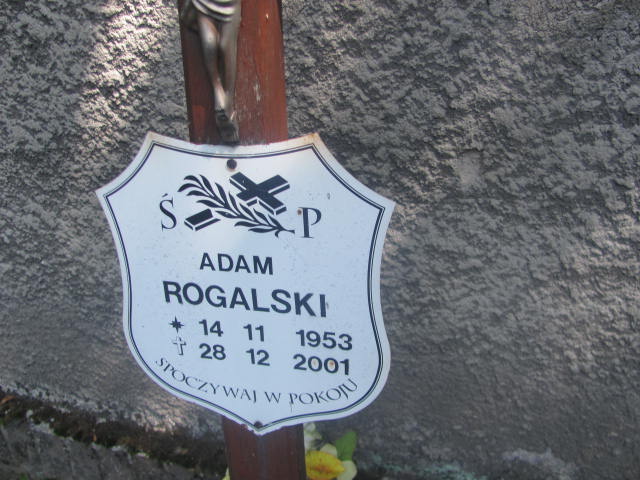 Ś P
ADAM
ROGALSKI
14 11 1953
28 12 2001
SPOCZYWAJ W POKOJU